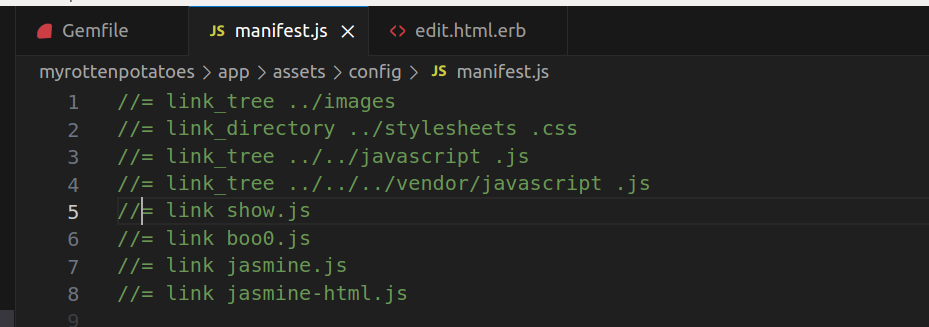 Gemfile JS manifest.js edit.html.erb
myrottenpotatoes > app > assets > config > JS manifest.js
1 //= link_tree ../images
2 //= link_directory ../stylesheets .css
3 //= link_tree ../../javascript .js
4 //= link_tree ../../../vendor/javascript .js
5 //= link show.js
6 //= link boo0.js
7 //= link jasmine.js
8 //= link jasmine-html.js
9